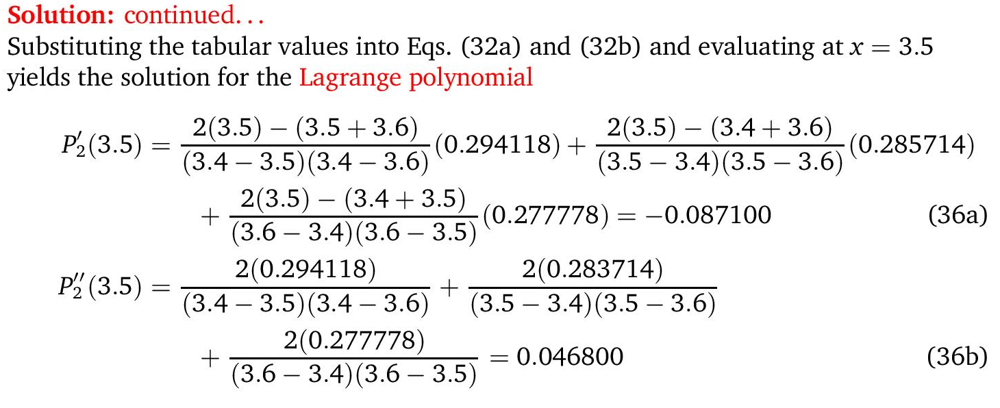 Solution: continued...
Substituting the tabular values into Eqs. (32a) and (32b) and evaluating at x = 3.5
yields the solution for the Lagrange polynomial
P₂′(3.5) = \frac{2(3.5) − (3.5 + 3.6)}{(3.4 − 3.5)(3.4 − 3.6)}(0.294118) + \frac{2(3.5) − (3.4 + 3.6)}{(3.5 − 3.4)(3.5 − 3.6)}(0.285714)
+ \frac{2(3.5) − (3.4 + 3.5)}{(3.6 − 3.4)(3.6 − 3.5)}(0.277778) = −0.087100 (36a)
P₂″(3.5) = \frac{2(0.294118)}{(3.4 − 3.5)(3.4 − 3.6)} + \frac{2(0.283714)}{(3.5 − 3.4)(3.5 − 3.6)}
+ \frac{2(0.277778)}{(3.6 − 3.4)(3.6 − 3.5)} = 0.046800 (36b)